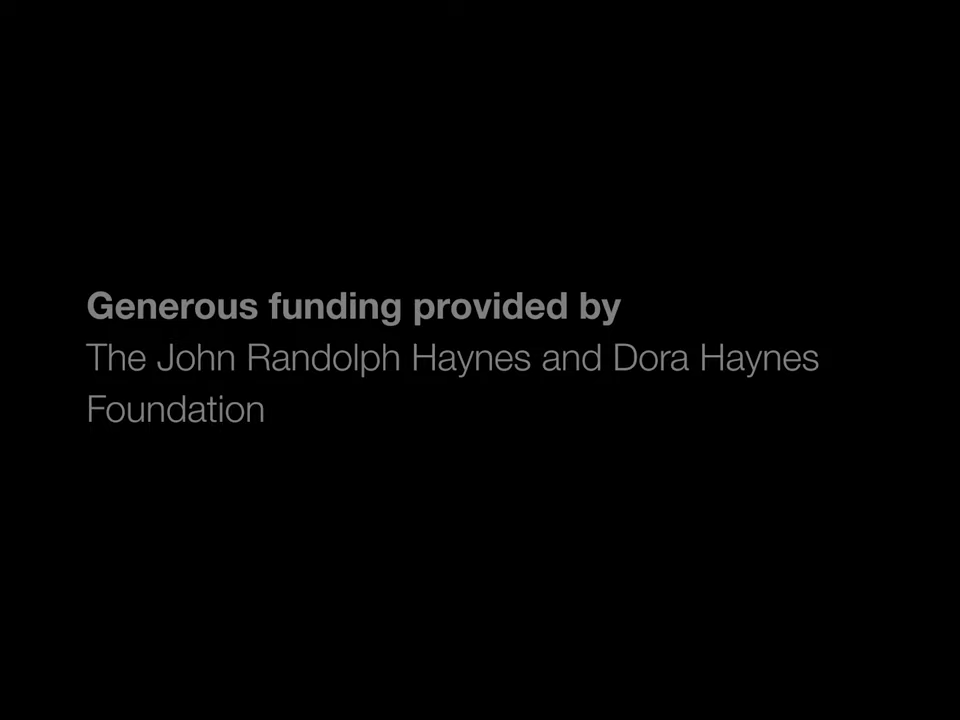 Generous funding provided by
The John Randolph Haynes and Dora Haynes
Foundation